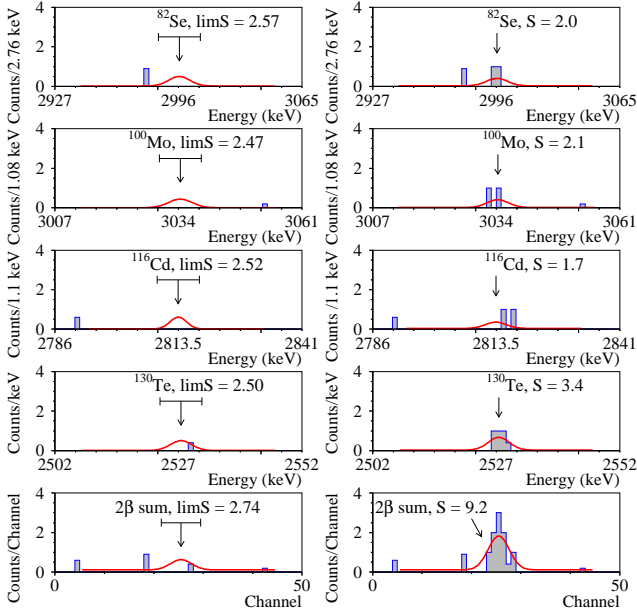 4
2
0
Counts/2.76 keV
⁸²Se, limS = 2.57
2927 2996 3065
Energy (keV)
4
2
0
Counts/2.76 keV
⁸²Se, S = 2.0
2927 2996 3065
Energy (keV)
4
2
0
Counts/1.08 keV
¹⁰⁰Mo, limS = 2.47
3007 3034 3061
Energy (keV)
4
2
0
Counts/1.08 keV
¹⁰⁰Mo, S = 2.1
3007 3034 3061
Energy (keV)
4
2
0
Counts/1.1 keV
¹¹⁶Cd, limS = 2.52
2786 2813.5 2841
Energy (keV)
4
2
0
Counts/1.1 keV
¹¹⁶Cd, S = 1.7
2786 2813.5 2841
Energy (keV)
4
2
0
Counts/keV
¹³⁰Te, limS = 2.50
2502 2527 2552
Energy (keV)
4
2
0
Counts/keV
¹³⁰Te, S = 3.4
2502 2527 2552
Energy (keV)
4
2
0
Counts/Channel
2β sum, limS = 2.74
0 50
Channel
4
2
0
Counts/Channel
2β sum, S = 9.2
0 50
Channel